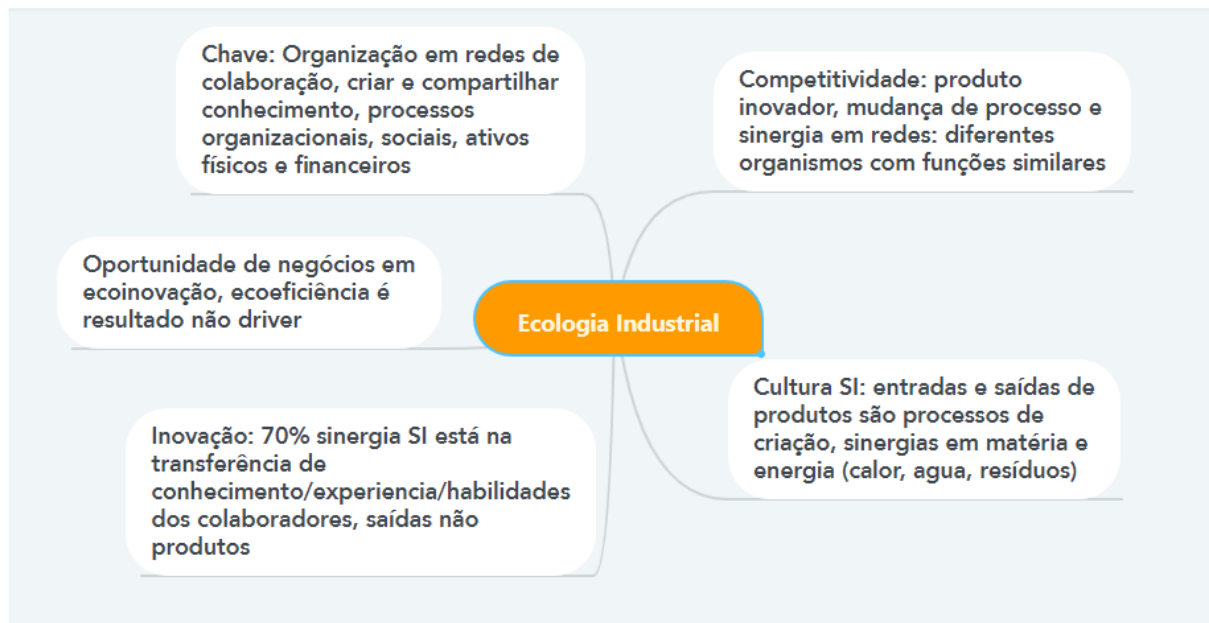 Chave: Organização em redes de
colaboração, criar e compartilhar
conhecimento, processos
organizacionais, sociais, ativos
físicos e financeiros
Competitividade: produto
inovador, mudança de processo e
sinergia em redes: diferentes
organismos com funções similares
Oportunidade de negócios em
ecoinovação, ecoeficiência é
resultado não driver
Ecologia Industrial
Cultura SI: entradas e saídas de
produtos são processos de
criação, sinergias em matéria e
energia (calor, agua, resíduos)
Inovação: 70% sinergia SI está na
transferência de
conhecimento/experiencia/habilidades
dos colaboradores, saídas não
produtos